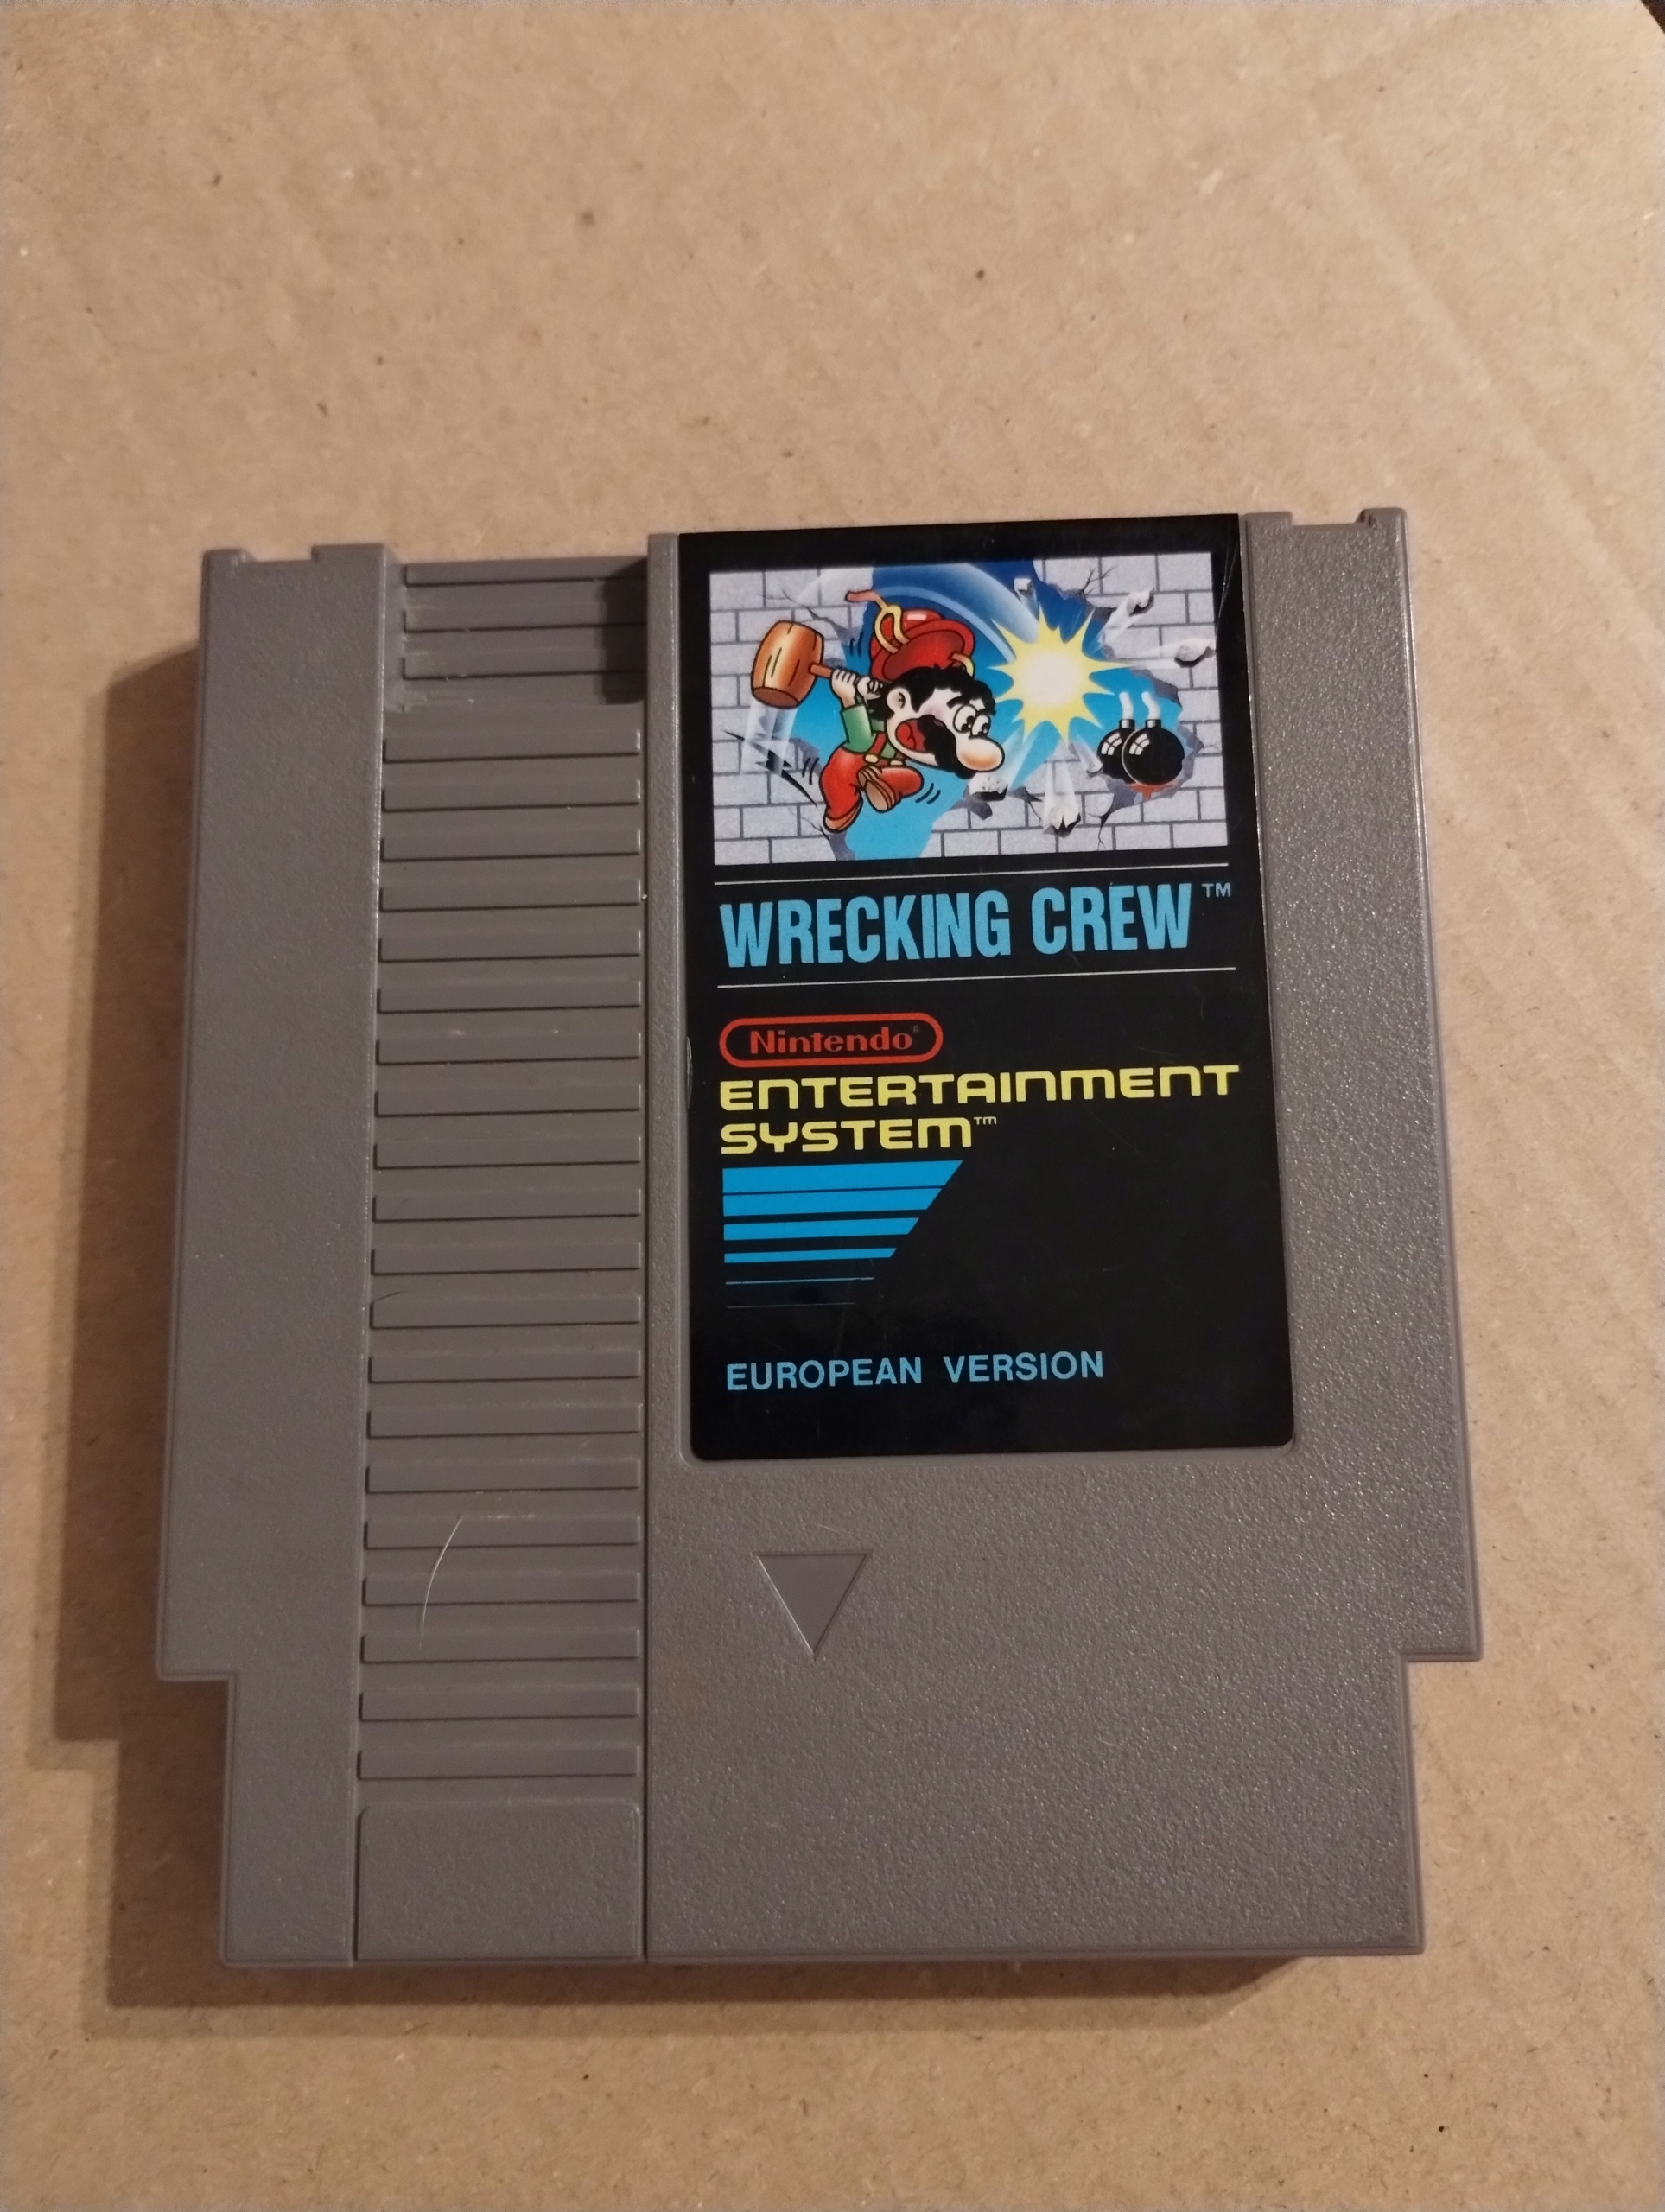 WRECKING CREW™
Nintendo®
ENTERTAINMENT
SYSTEM™
EUROPEAN VERSION